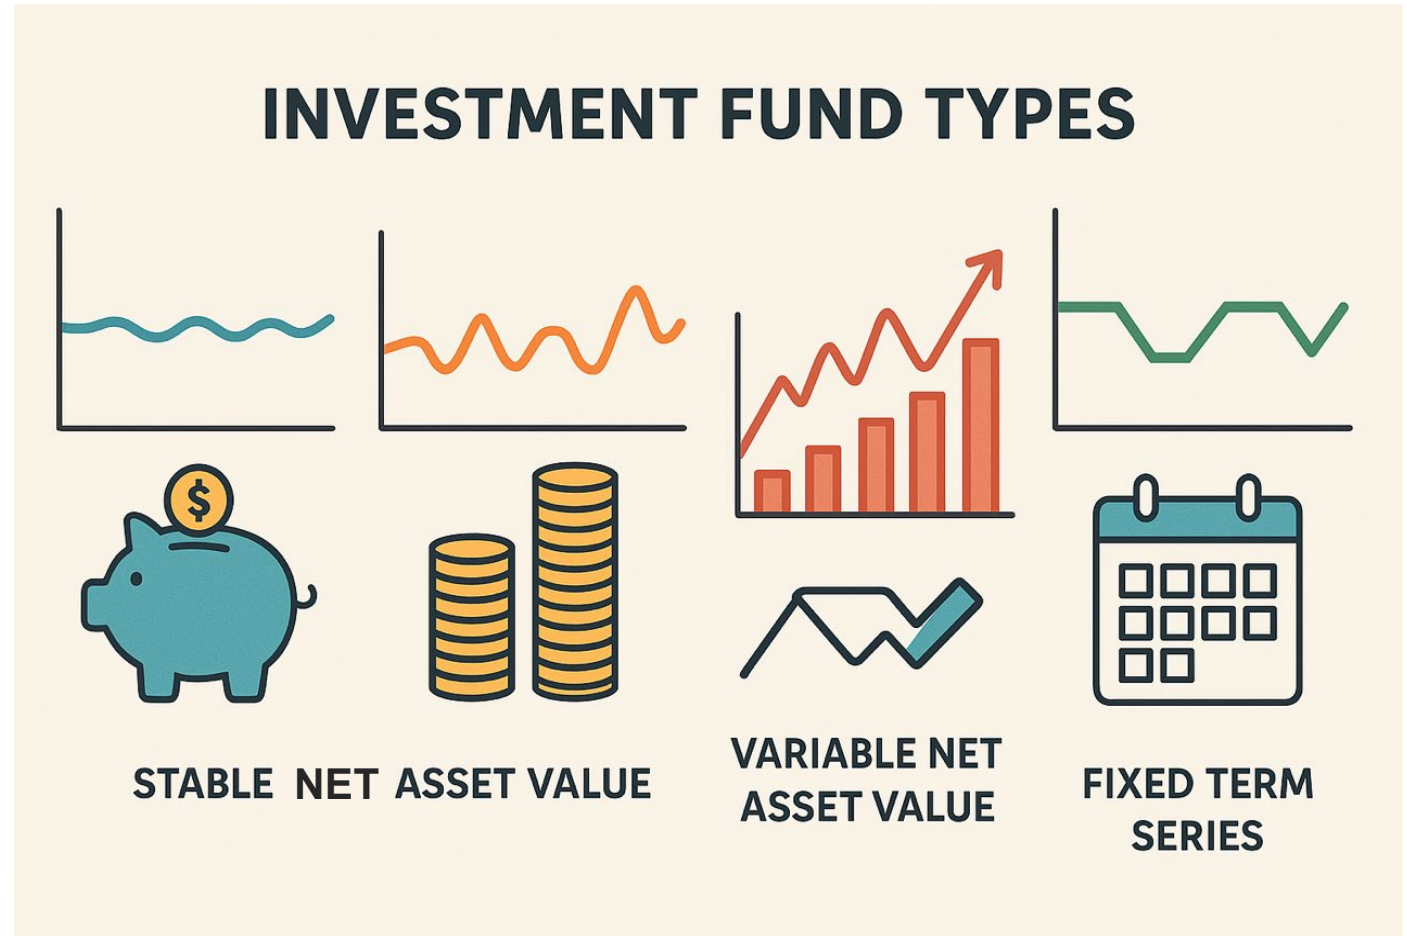 INVESTMENT FUND TYPES
$
STABLE NET ASSET VALUE
VARIABLE NET
ASSET VALUE
FIXED TERM
SERIES